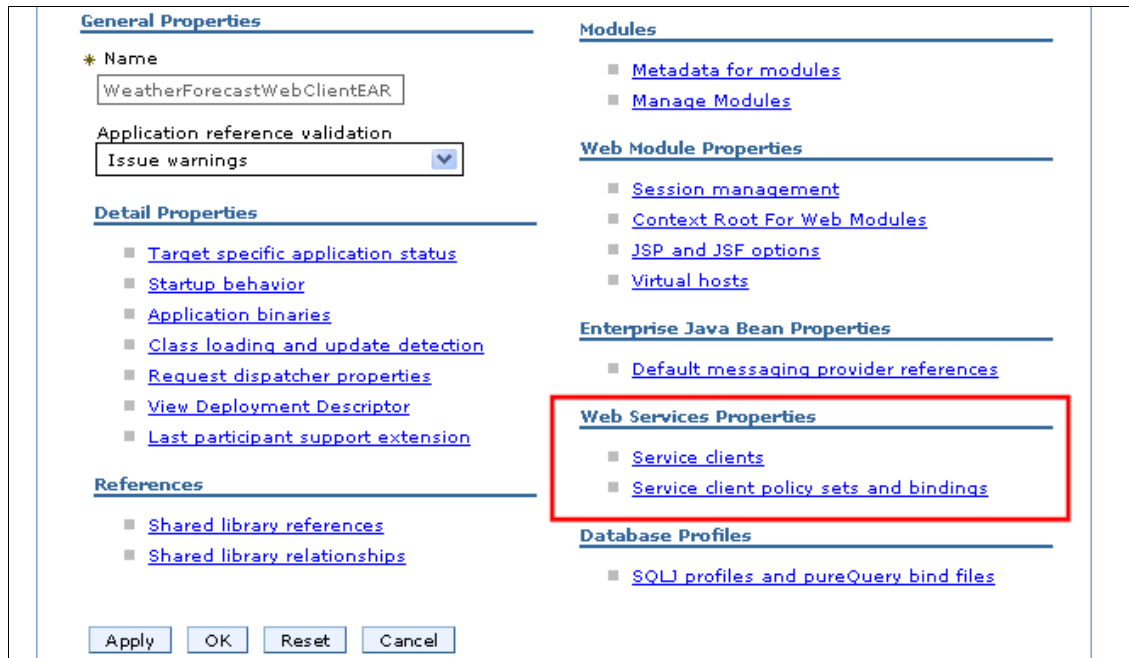 General Properties
* Name
WeatherForecastWebClientEAR
Application reference validation
Issue warnings
Detail Properties
Target specific application status
Startup behavior
Application binaries
Class loading and update detection
Request dispatcher properties
View Deployment Descriptor
Last participant support extension
References
Shared library references
Shared library relationships
Modules
Metadata for modules
Manage Modules
Web Module Properties
Session management
Context Root For Web Modules
JSP and JSF options
Virtual hosts
Enterprise Java Bean Properties
Default messaging provider references
Web Services Properties
Service clients
Service client policy sets and bindings
Database Profiles
SQLJ profiles and pureQuery bind files
Apply OK Reset Cancel